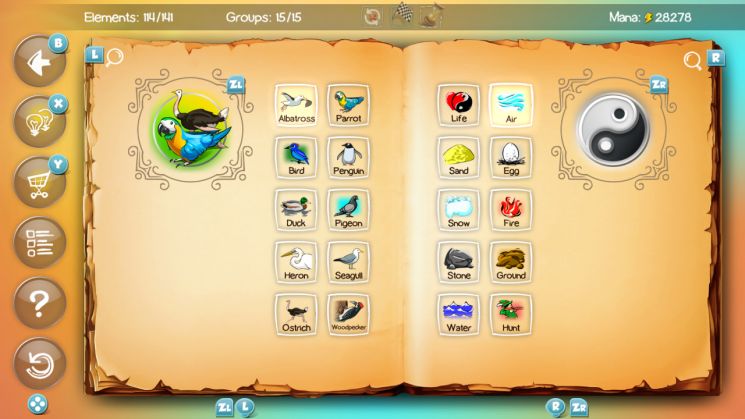 Elements: 114/141 Groups: 15/15 Mana: 28278
B
L R
ZL ZR
X
Y
Albatross Parrot Life Air
Bird Penguin Sand Egg
Duck Pigeon Snow Fire
Heron Seagull Stone Ground
Ostrich Woodpecker Water Hunt
?
ZL L R ZR